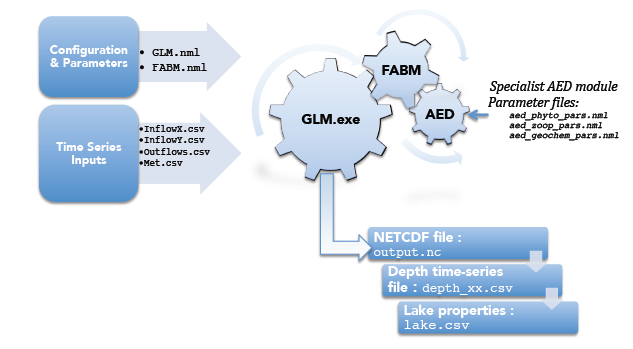 Configuration
& Parameters
• GLM.nml
• FABM.nml
Time Series
Inputs
•InflowX.csv
•InflowY.csv
•Outflows.csv
•Met.csv
GLM.exe
FABM
AED
Specialist AED module
Parameter files:
aed_phyto_pars.nml
aed_zoop_pars.nml
aed_geochem_pars.nml
NETCDF file :
output.nc
Depth time-series
file : depth_xx.csv
Lake properties :
lake.csv